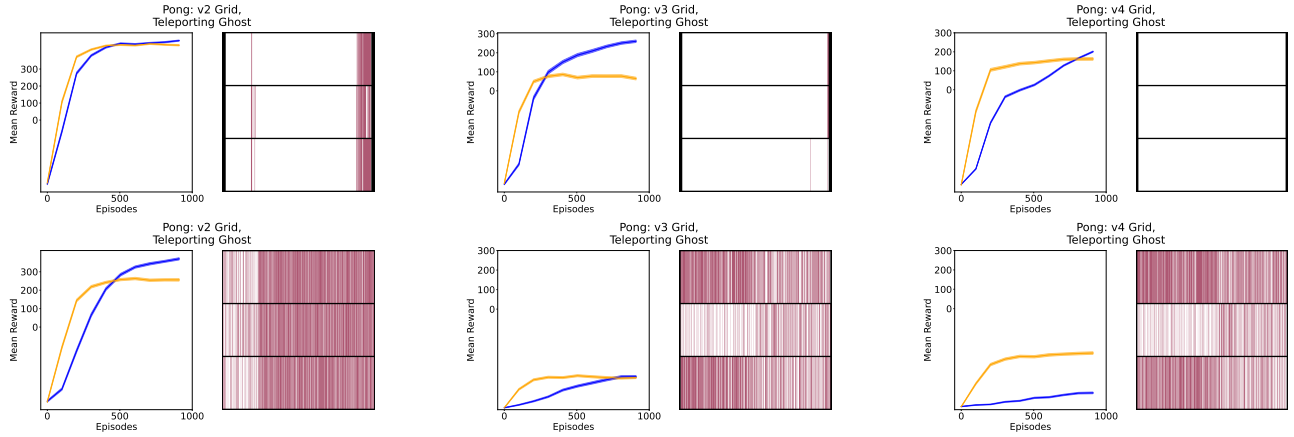 Pong: v2 Grid,
Teleporting Ghost
300
200
100
0
Mean Reward
0 500 1000
Episodes
Pong: v3 Grid,
Teleporting Ghost
300
200
100
0
Mean Reward
0 500 1000
Episodes
Pong: v4 Grid,
Teleporting Ghost
300
200
100
0
Mean Reward
0 500 1000
Episodes
Pong: v2 Grid,
Teleporting Ghost
300
200
100
0
Mean Reward
0 500 1000
Episodes
Pong: v3 Grid,
Teleporting Ghost
300
200
100
0
Mean Reward
0 500 1000
Episodes
Pong: v4 Grid,
Teleporting Ghost
300
200
100
0
Mean Reward
0 500 1000
Episodes